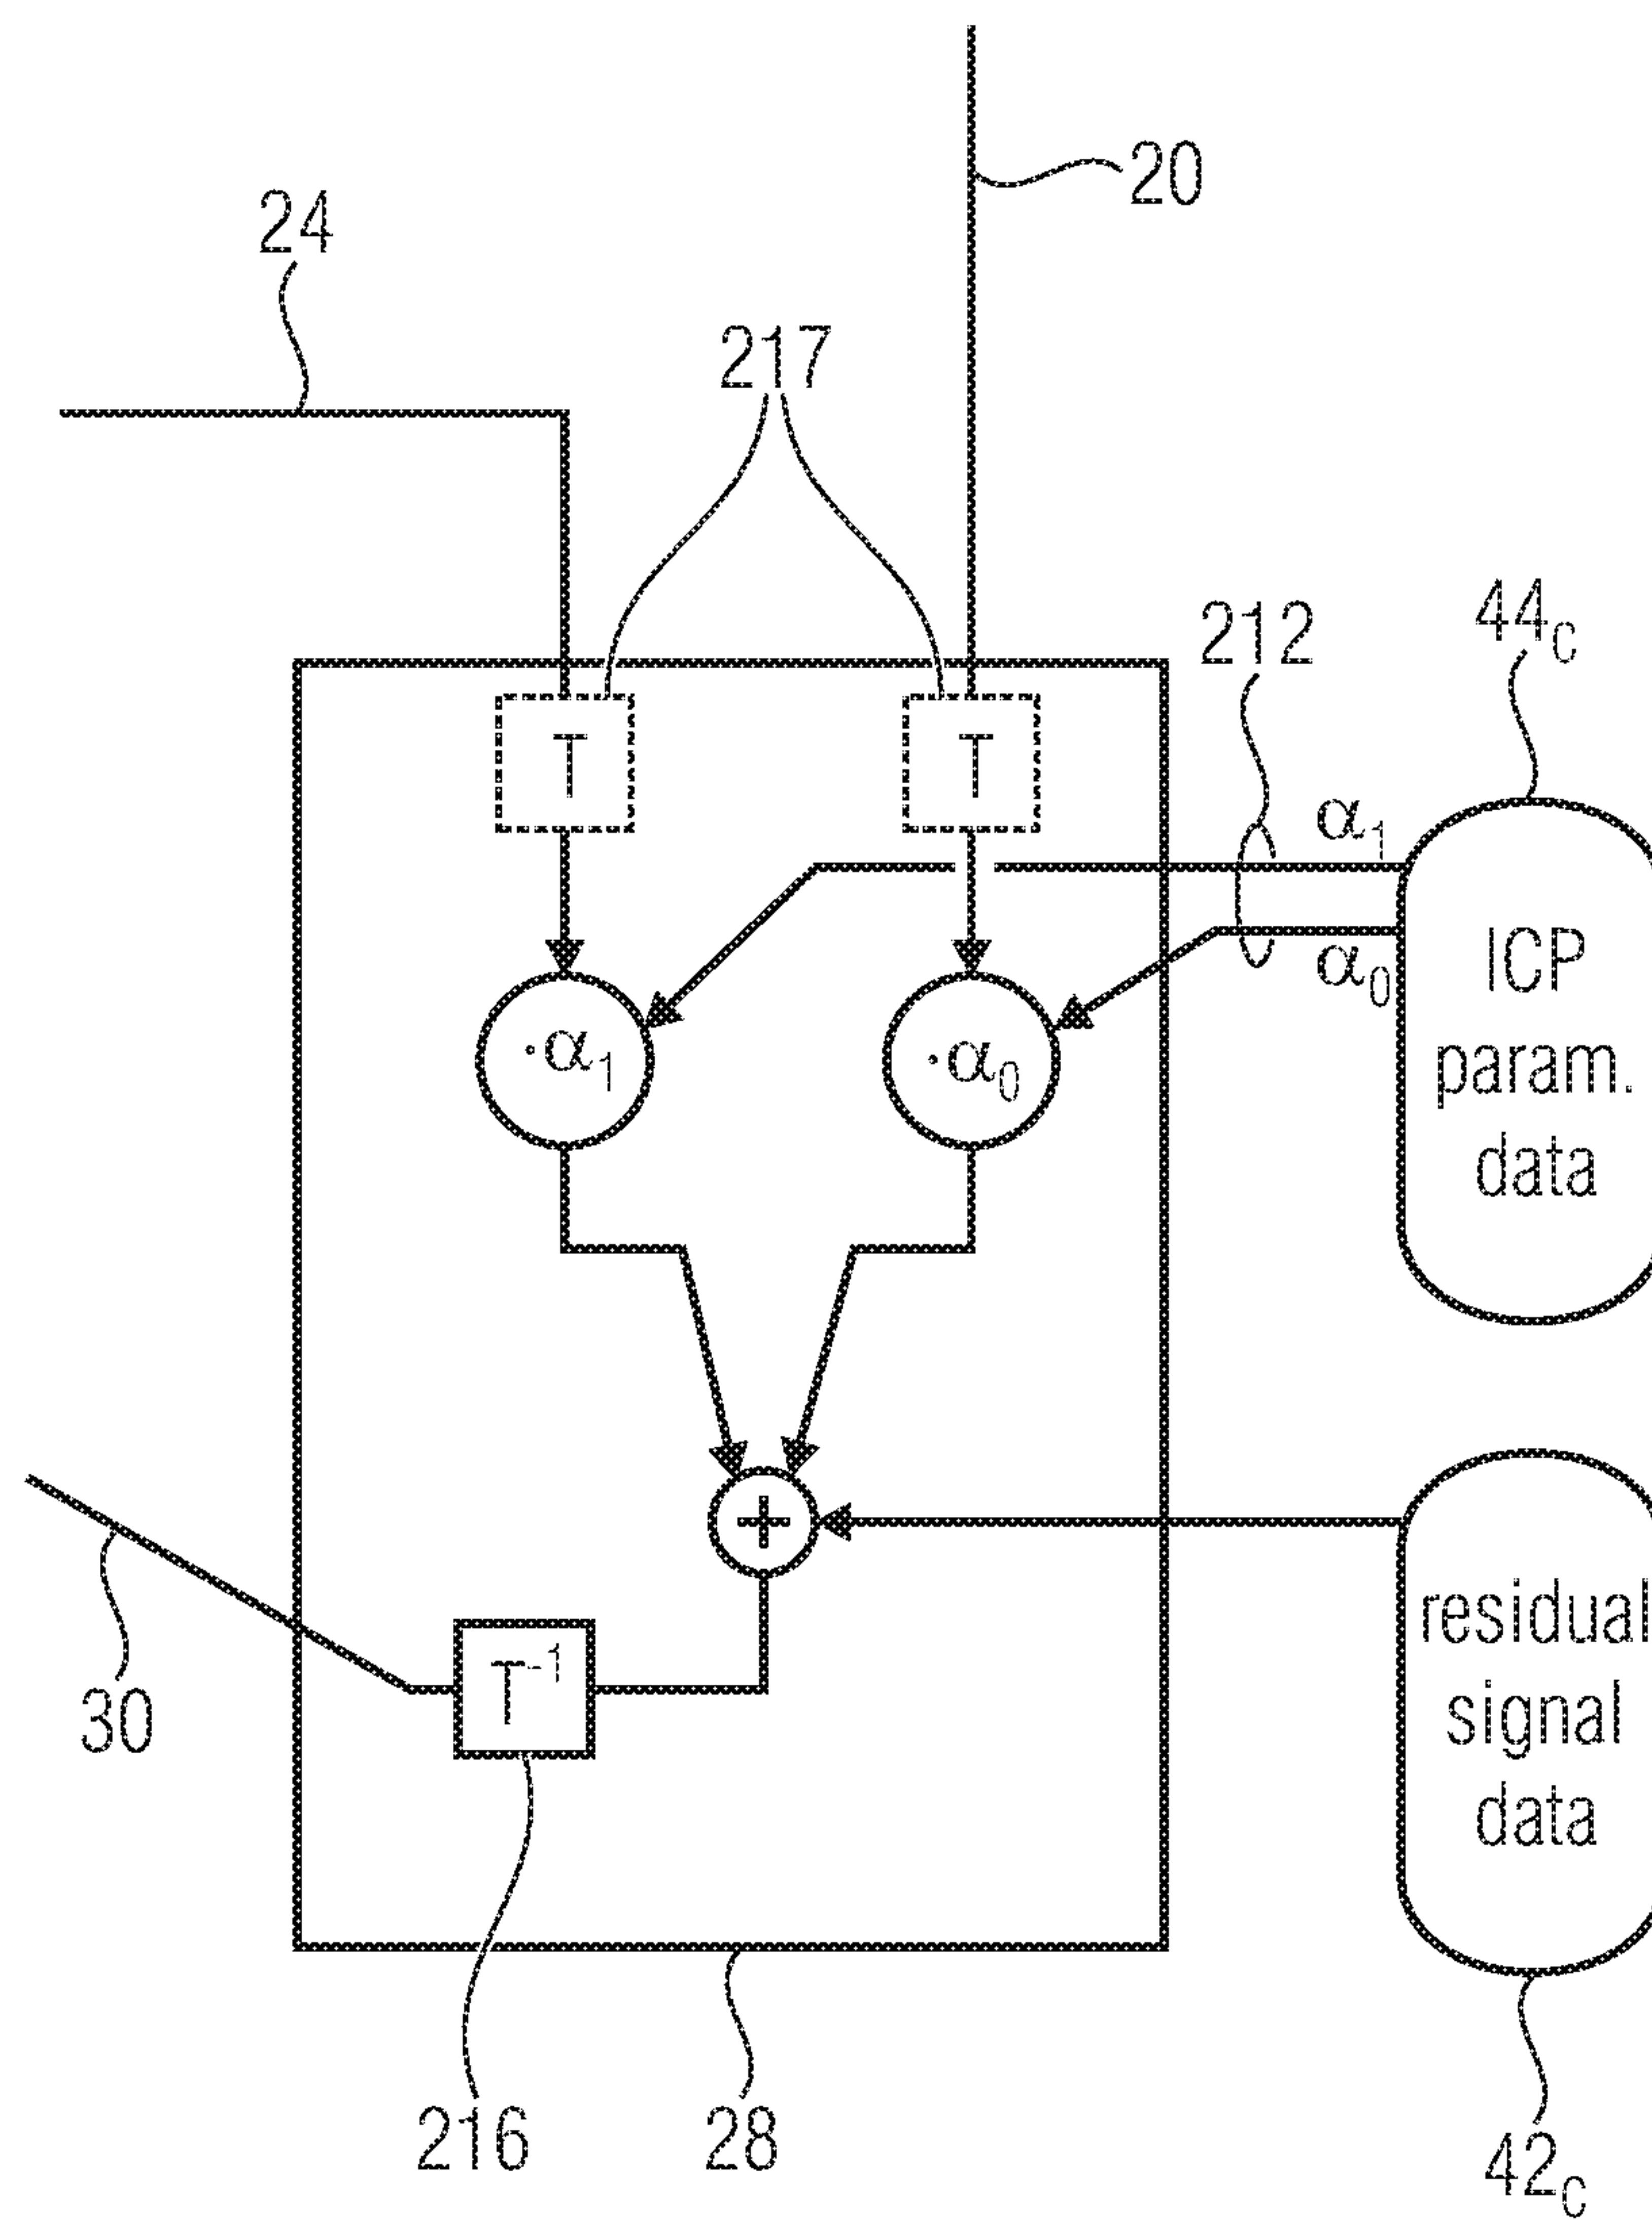 20
24
217
212
44c
T
T
α1
α0
ICP
param.
data
·α1
·α0
+
residual
signal
data
T-1
30
216
28
42c